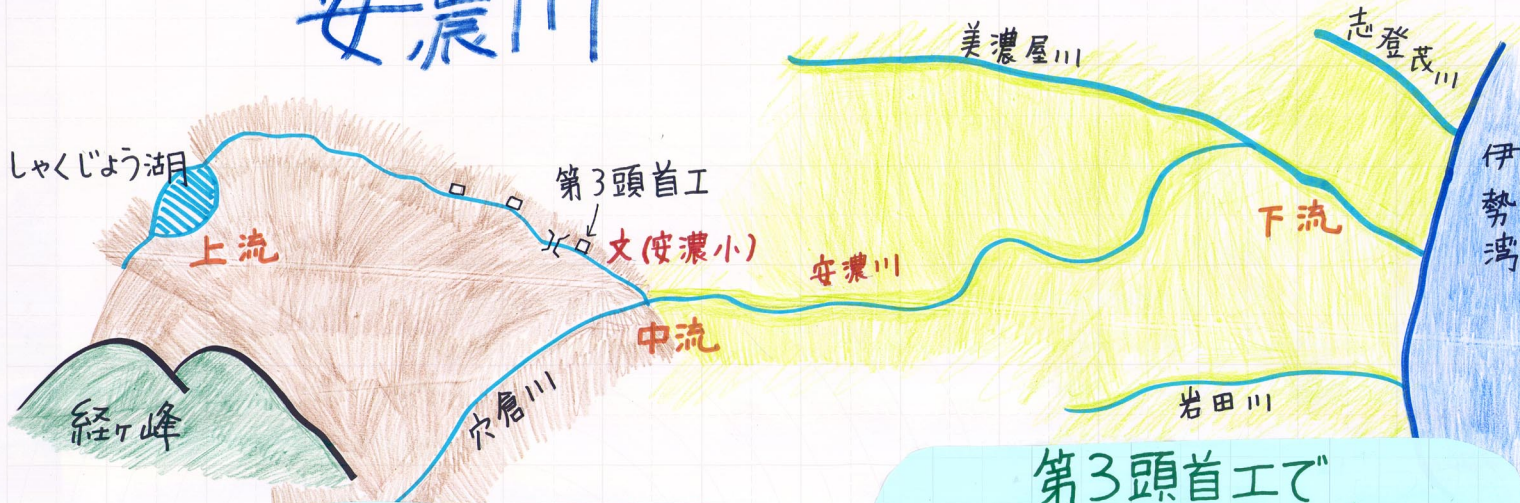 安濃川
美濃屋川
志登茂川
しゃくじょう湖
第3頭首工
伊勢湾
上流
文(安濃小)
下流
安濃川
中流
穴倉川
経ヶ峰
岩田川
第3頭首工で